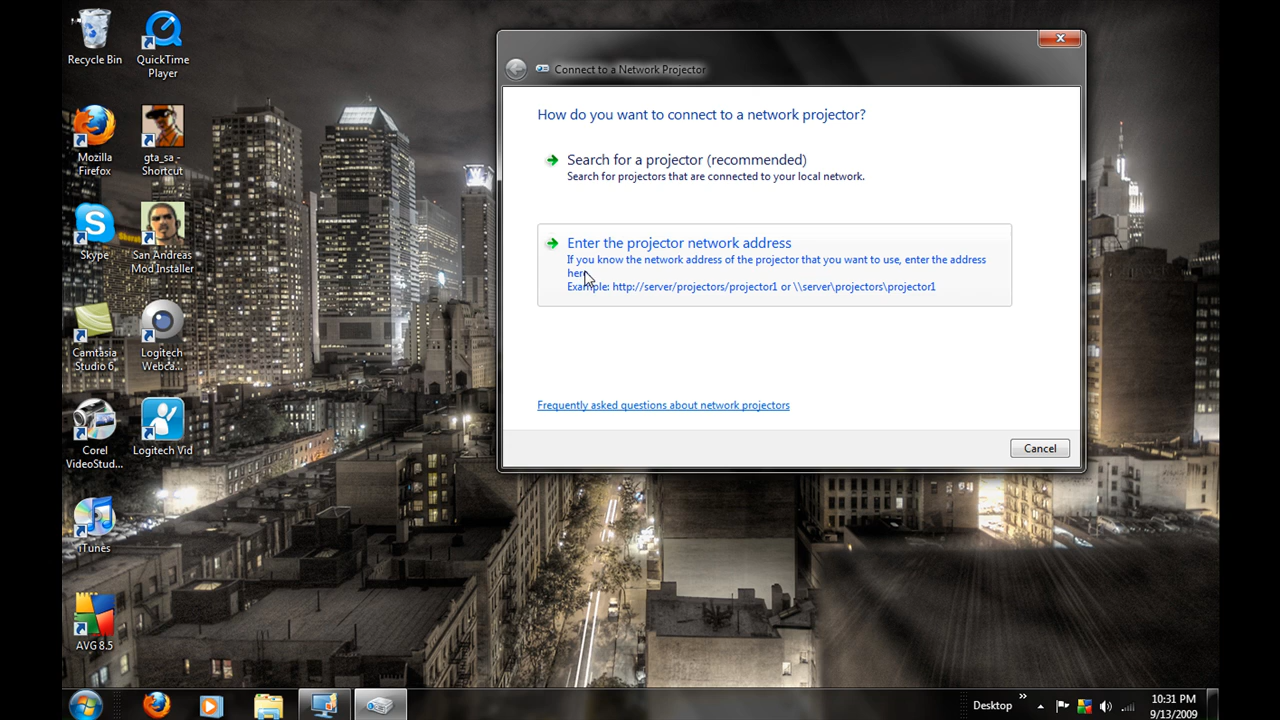 Recycle Bin
QuickTime
Player
Mozilla
Firefox
gta_sa -
Shortcut
Skype
San Andreas
Mod Installer
Camtasia
Studio 6
Logitech
Webca...
Corel
VideoStud...
Logitech Vid
iTunes
AVG 8.5
Connect to a Network Projector
How do you want to connect to a network projector?
Search for a projector (recommended)
Search for projectors that are connected to your local network.
Enter the projector network address
If you know the network address of the projector that you want to use, enter the address
here.
Example: http://server/projectors/projector1 or \\server\projectors\projector1
Frequently asked questions about network projectors
Cancel
Desktop
10:31 PM
9/13/2009